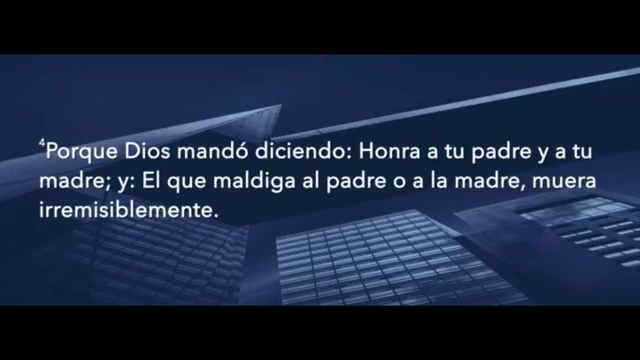 ⁴Porque Dios mandó diciendo: Honra a tu padre y a tu
madre; y: El que maldiga al padre o a la madre, muera
irremisiblemente.